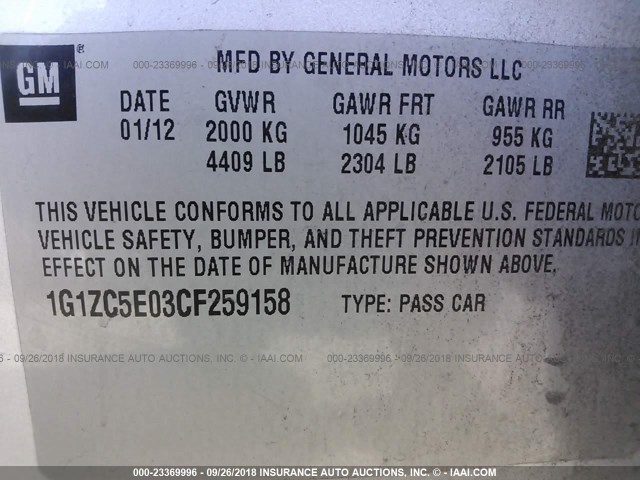 GM ®
MFD BY GENERAL MOTORS LLC
DATE GVWR GAWR FRT GAWR RR
01/12 2000 KG 1045 KG 955 KG
4409 LB 2304 LB 2105 LB
THIS VEHICLE CONFORMS TO ALL APPLICABLE U.S. FEDERAL MOTO
VEHICLE SAFETY, BUMPER, AND THEFT PREVENTION STANDARDS I
EFFECT ON THE DATE OF MANUFACTURE SHOWN ABOVE.
1G1ZC5E03CF259158 TYPE: PASS CAR
000-23369996 - 09/26/2018 INSURANCE AUTO AUCTIONS, INC. © - IAAI.COM